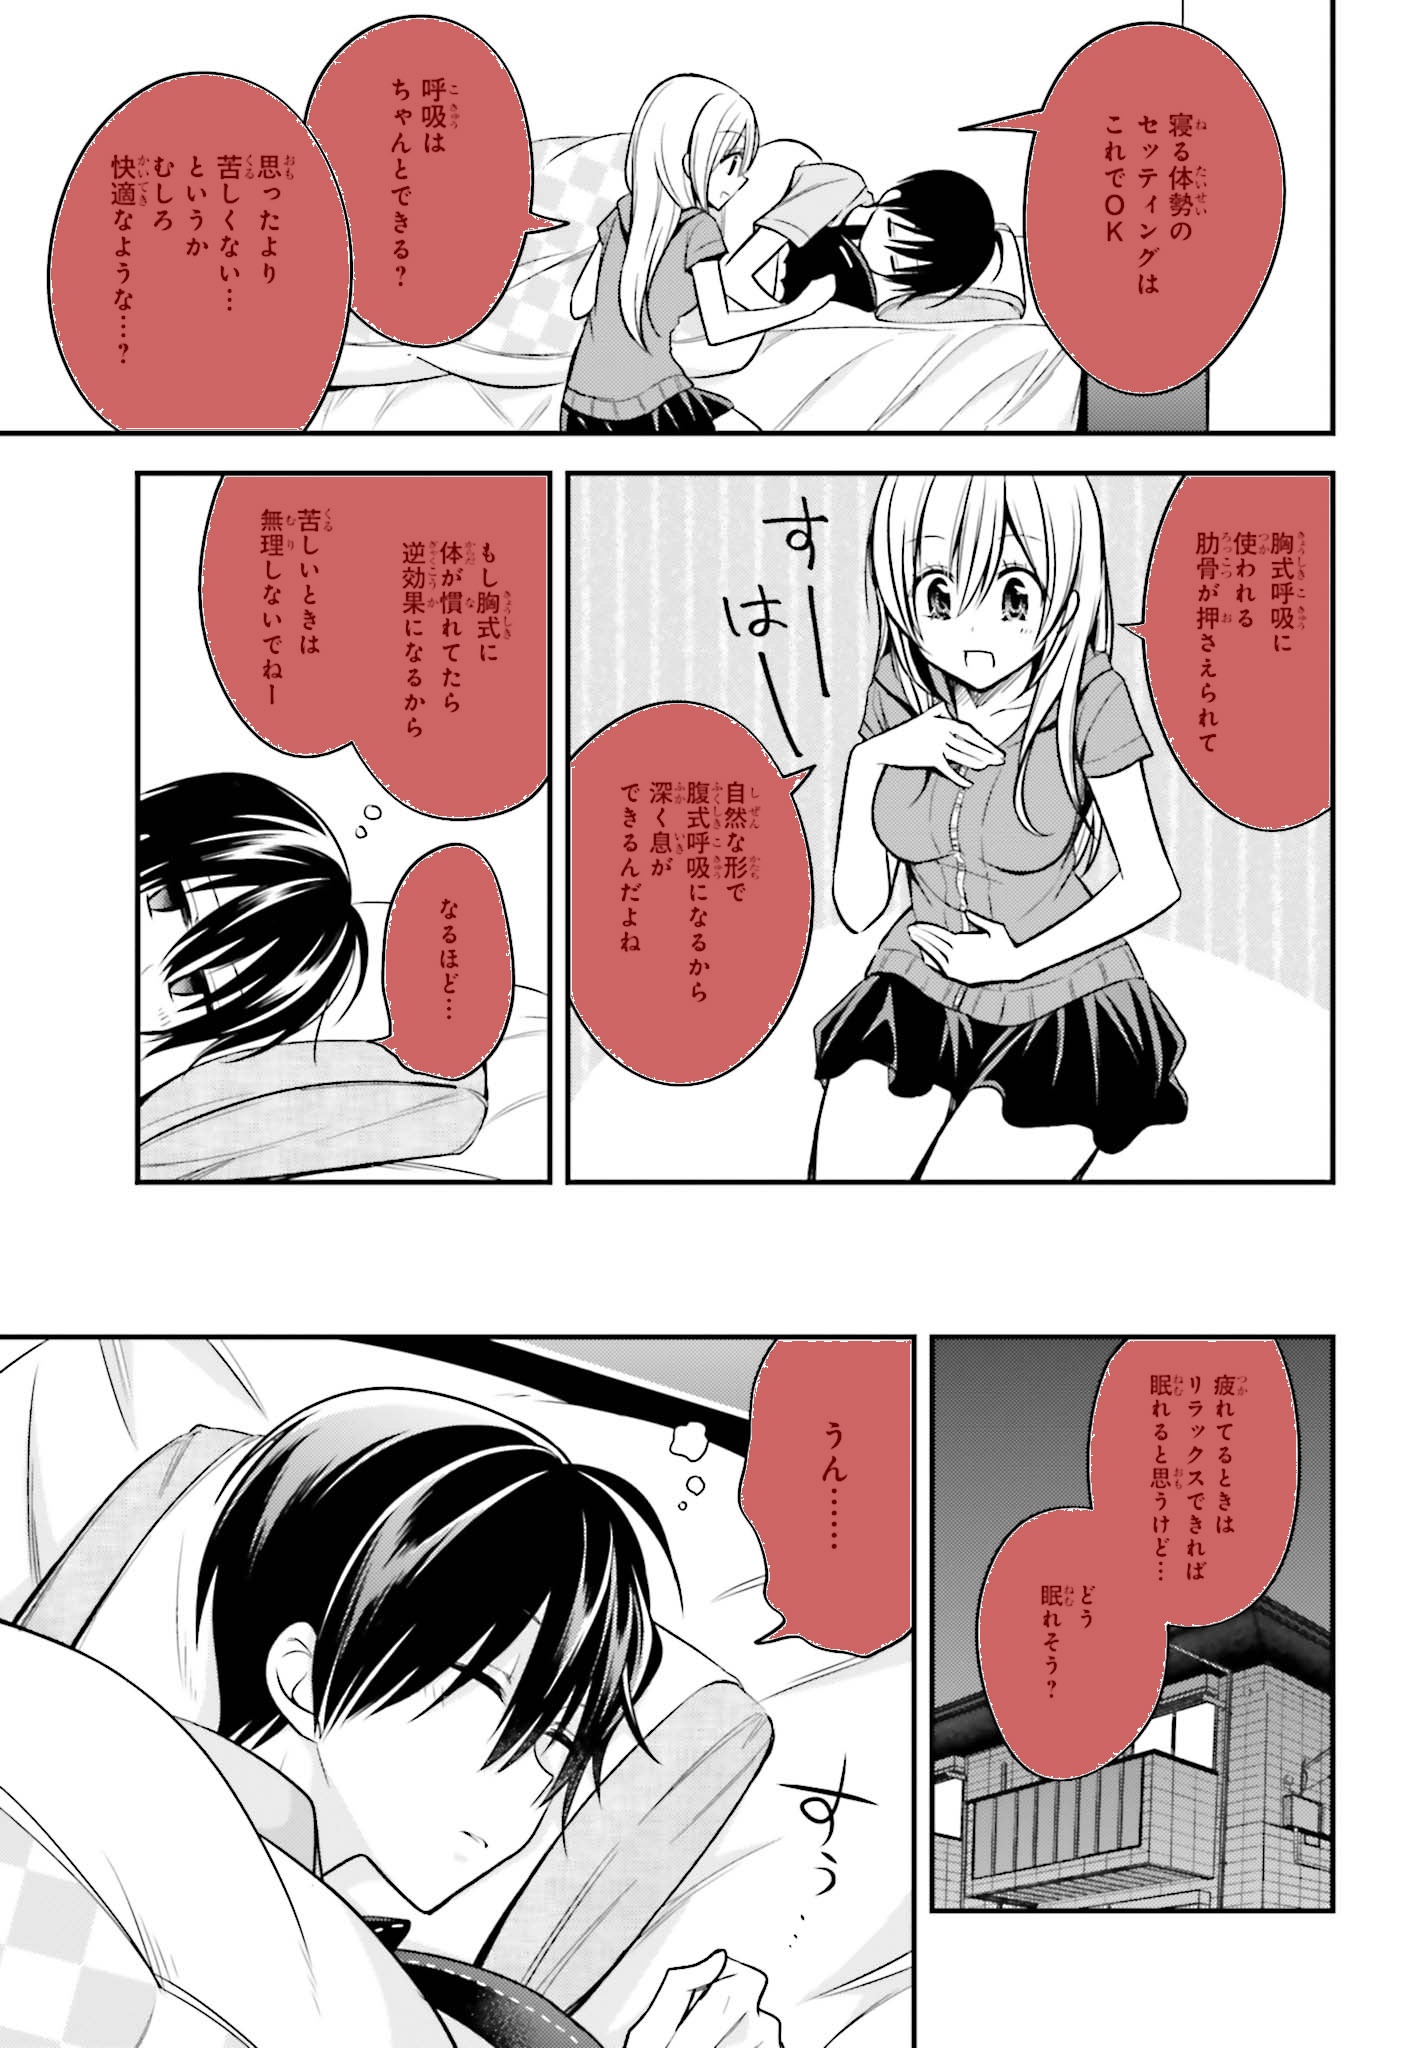 寝る体勢の
セッティングは
これでOK
呼吸は
ちゃんとできる?
思ったより
苦しくない…
というか
むしろ
快適なような…?
胸式呼吸に
使われる
肋骨が押さえられて
すーー
はーー
自然な形で
腹式呼吸になるから
深く息が
できるんだよね
もし胸式に
体が慣れてたら
逆効果になるから
苦しいときは
無理しないでねー
なるほど…
疲れてるときは
リラックスできれば
眠れると思うけど…
どう
眠れそう?
うん……
すぅ…